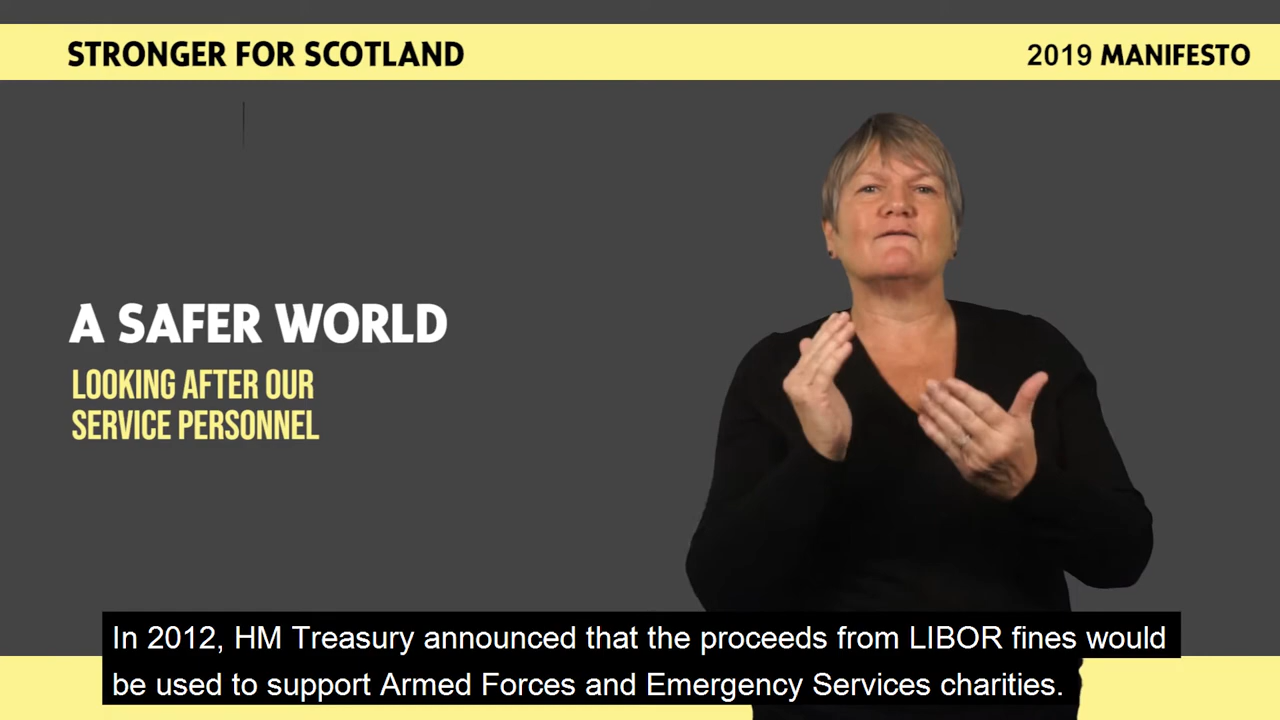 STRONGER FOR SCOTLAND
2019 MANIFESTO
A SAFER WORLD
LOOKING AFTER OUR
SERVICE PERSONNEL
In 2012, HM Treasury announced that the proceeds from LIBOR fines would
be used to support Armed Forces and Emergency Services charities.